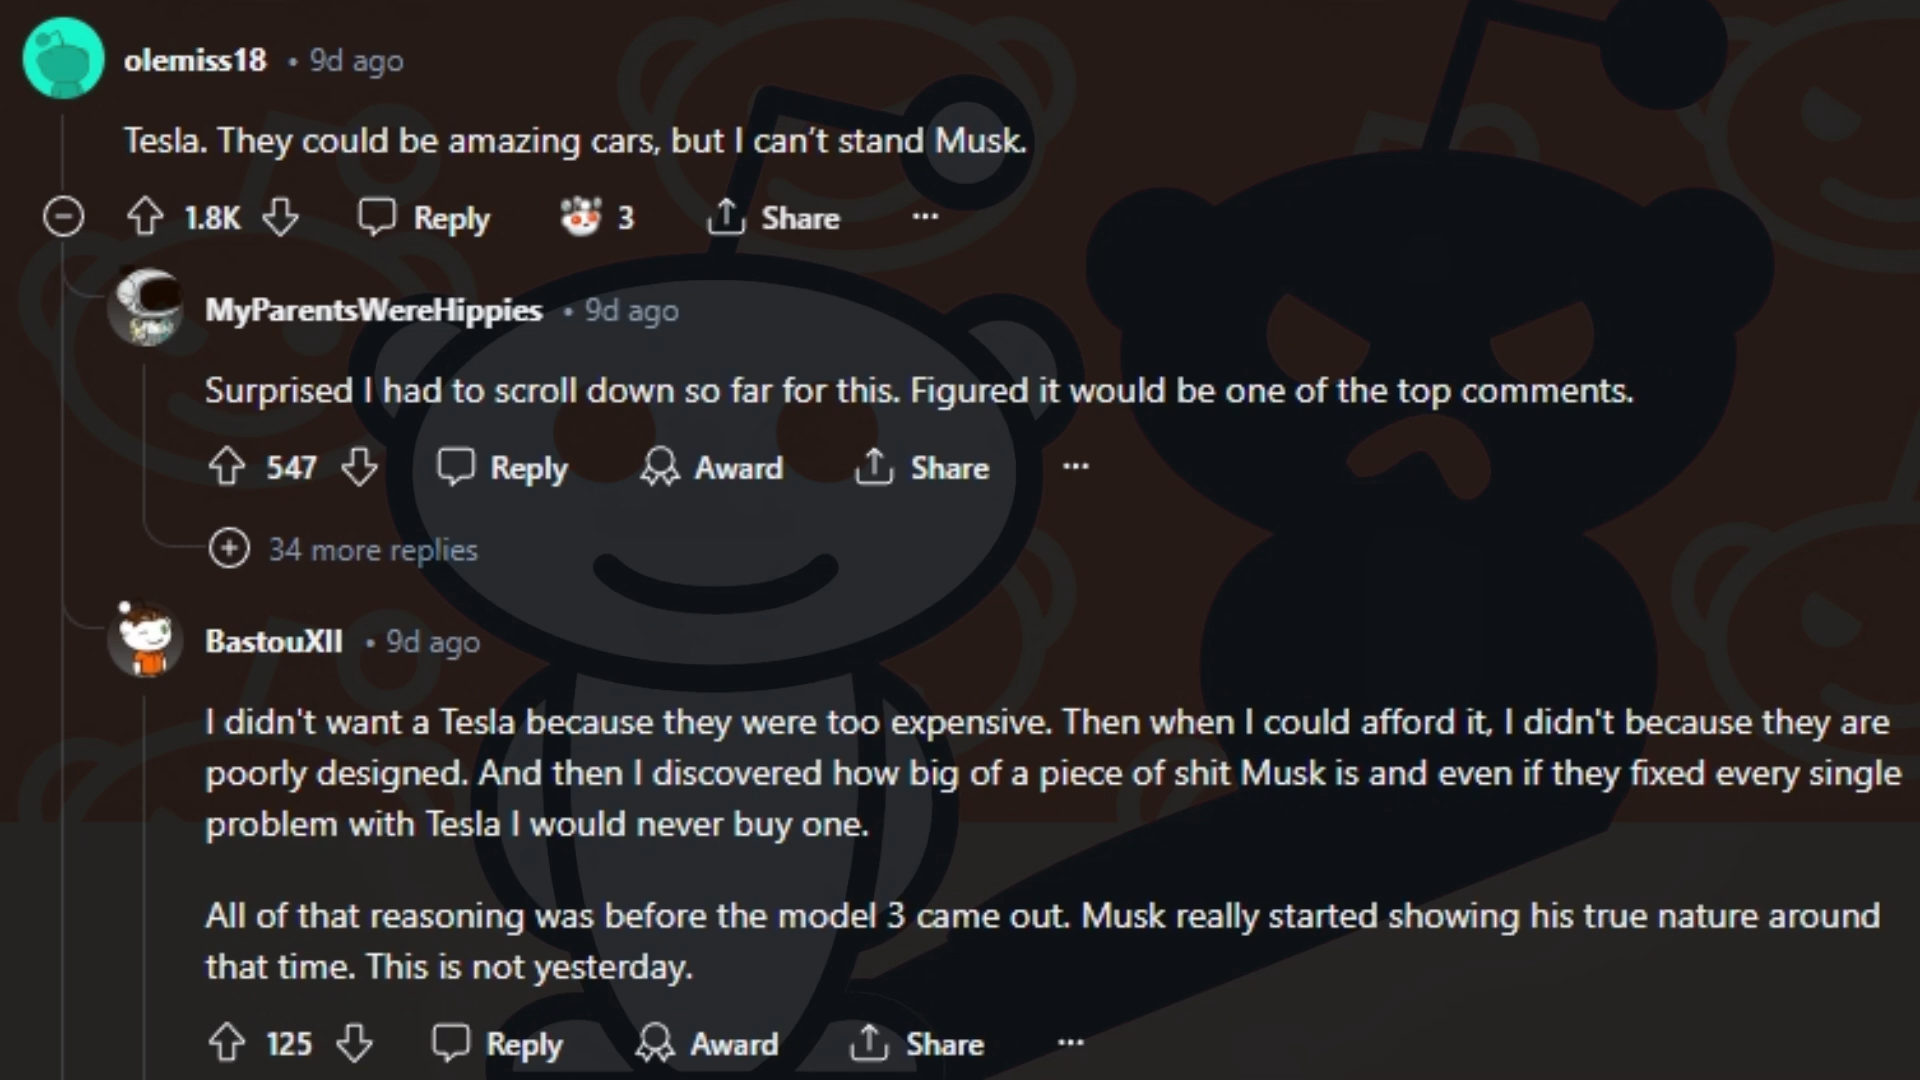 olemiss18 • 9d ago
Tesla. They could be amazing cars, but I can’t stand Musk.
1.8K Reply 3 Share ...
MyParentsWereHippies • 9d ago
Surprised I had to scroll down so far for this. Figured it would be one of the top comments.
547 Reply Award Share ...
34 more replies
BastouXII • 9d ago
I didn't want a Tesla because they were too expensive. Then when I could afford it, I didn't because they are
poorly designed. And then I discovered how big of a piece of shit Musk is and even if they fixed every single
problem with Tesla I would never buy one.
All of that reasoning was before the model 3 came out. Musk really started showing his true nature around
that time. This is not yesterday.
125 Reply Award Share ...